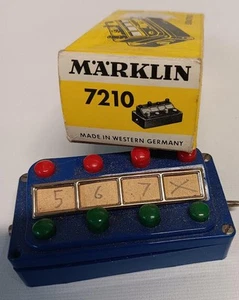 MÄRKLIN
7210
MADE IN WESTERN GERMANY
5 6 7 X